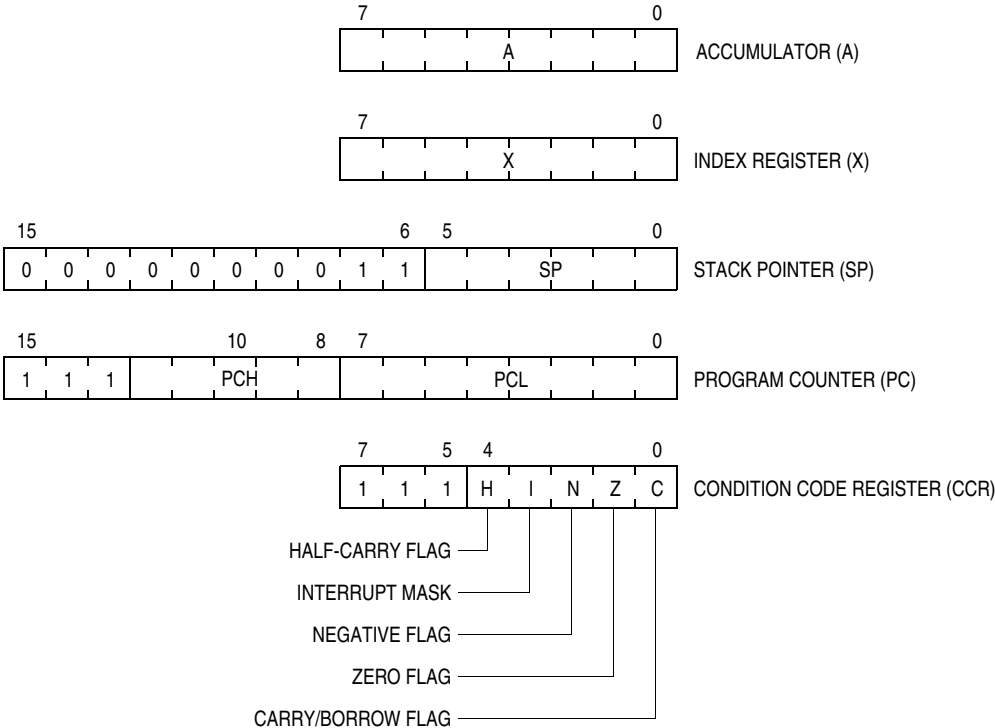 7 0
A ACCUMULATOR (A)
7 0
X INDEX REGISTER (X)
15 6 5 0
0 0 0 0 0 0 0 0 1 1 SP STACK POINTER (SP)
15 10 8 7 0
1 1 1 PCH PCL PROGRAM COUNTER (PC)
7 5 4 0
1 1 1 H I N Z C CONDITION CODE REGISTER (CCR)
HALF-CARRY FLAG
INTERRUPT MASK
NEGATIVE FLAG
ZERO FLAG
CARRY/BORROW FLAG